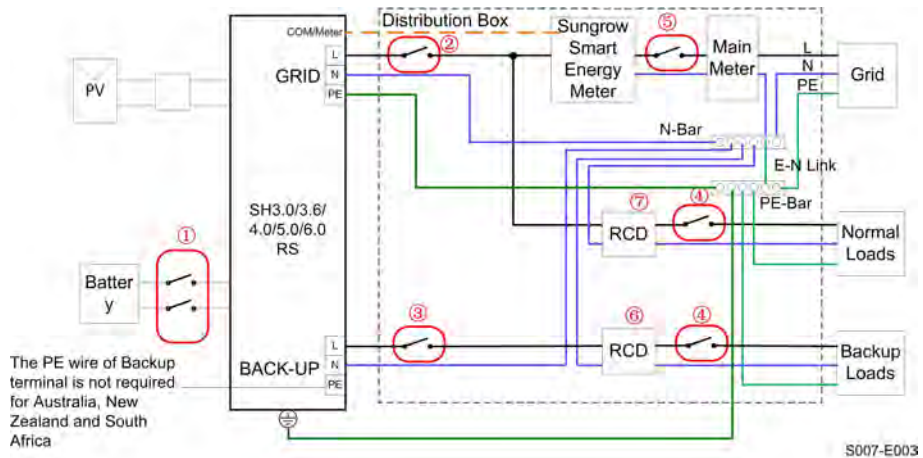 Distribution Box
COM/Meter
②
⑤
Sungrow
Smart
Energy
Meter
Main
Meter
L
N
PE
Grid
L
GRID
N
PE
PV
N-Bar
E-N Link
PE-Bar
SH3.0/3.6/
4.0/5.0/6.0
RS
⑦
④
RCD
Normal
Loads
①
Batter
y
③
⑥
④
L
BACK-UP
N
PE
RCD
Backup
Loads
The PE wire of Backup
terminal is not required
for Australia, New
Zealand and South
Africa
S007-E003